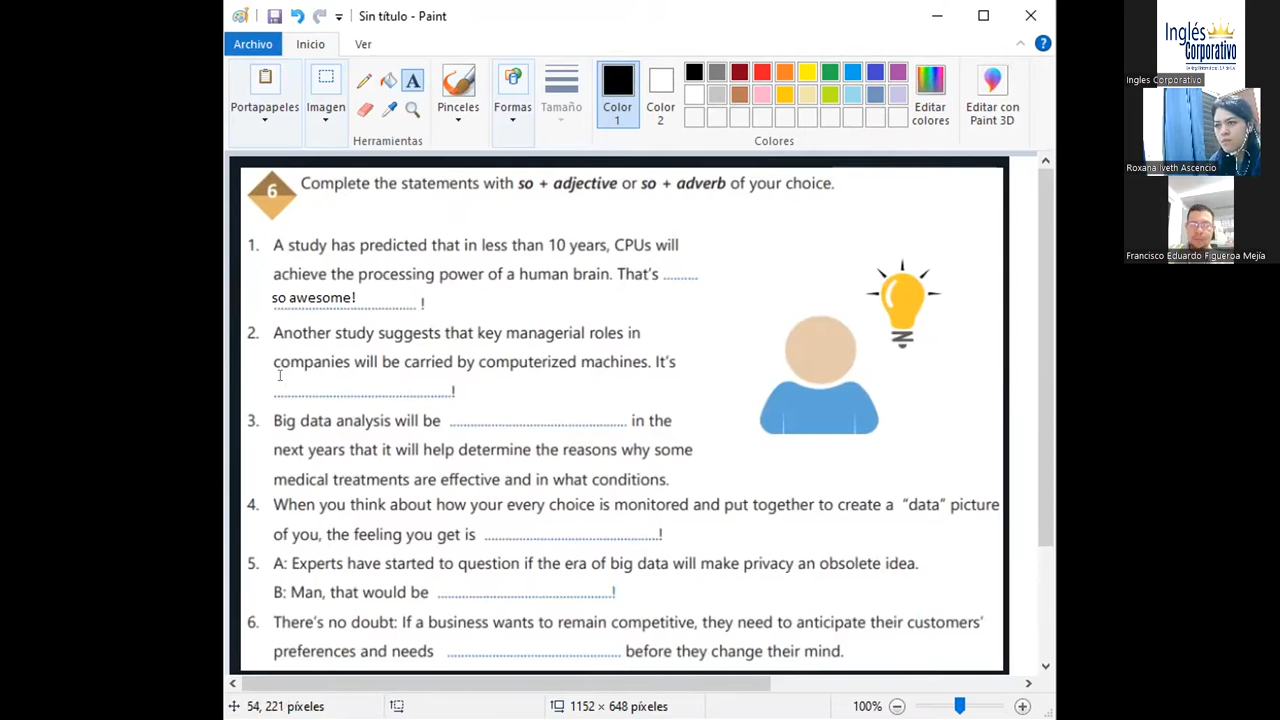 Sin título - Paint
Archivo
Inicio
Ver
Portapapeles
Imagen
A
Herramientas
Pinceles
Formas
Tamaño
Color 1
Color 2
Editar colores
Editar con Paint 3D
Colores
6
Complete the statements with so + adjective or so + adverb of your choice.
1. A study has predicted that in less than 10 years, CPUs will
achieve the processing power of a human brain. That's ..........
so awesome!
.......................................... !
2. Another study suggests that key managerial roles in
companies will be carried by computerized machines. It's
.....................................................!
3. Big data analysis will be ..................................................... in the
next years that it will help determine the reasons why some
medical treatments are effective and in what conditions.
4. When you think about how your every choice is monitored and put together to create a "data" picture
of you, the feeling you get is .....................................................!
5. A: Experts have started to question if the era of big data will make privacy an obsolete idea.
B: Man, that would be .....................................................!
6. There's no doubt: If a business wants to remain competitive, they need to anticipate their customers'
preferences and needs ..................................................... before they change their mind.
54, 221 píxeles
1152 × 648 píxeles
100%
Inglés
Corporativo
Ingles Corporativo
Roxana Iveth Ascencio
Francisco Eduardo Figueroa Mejía